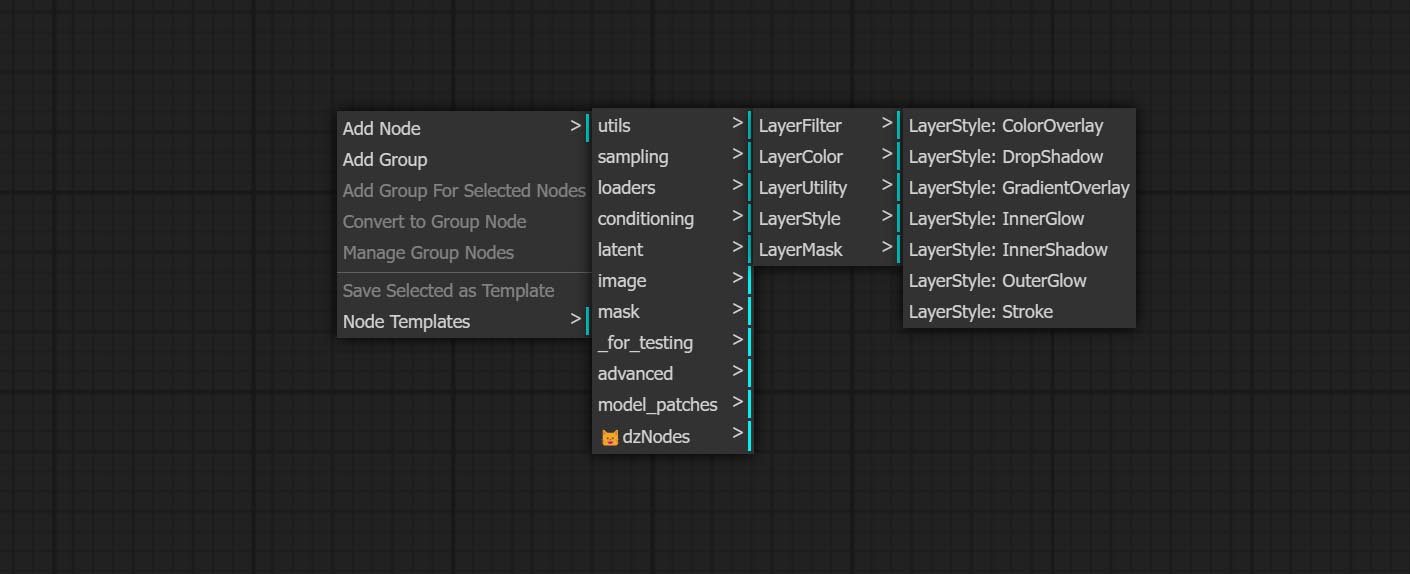 Add Node >
Add Group
Add Group For Selected Nodes
Convert to Group Node
Manage Group Nodes
Save Selected as Template
Node Templates >
utils >
sampling >
loaders >
conditioning >
latent >
image >
mask >
_for_testing >
advanced >
model_patches >
dzNodes >
LayerFilter >
LayerColor >
LayerUtility >
LayerStyle >
LayerMask >
LayerStyle: ColorOverlay
LayerStyle: DropShadow
LayerStyle: GradientOverlay
LayerStyle: InnerGlow
LayerStyle: InnerShadow
LayerStyle: OuterGlow
LayerStyle: Stroke